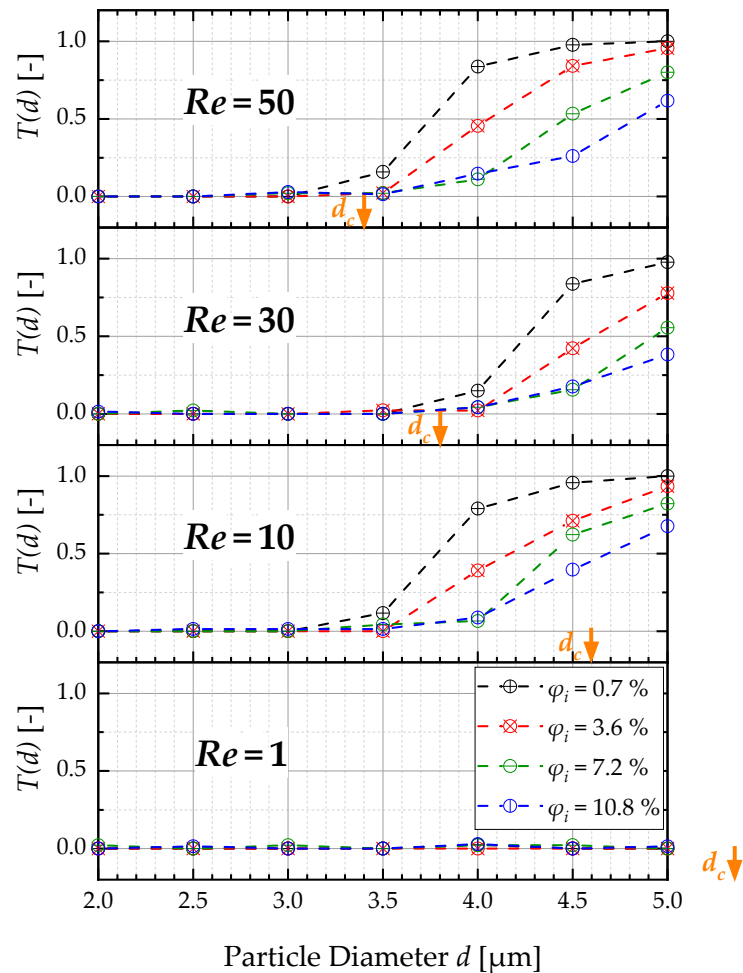 1.0
0.5
0.0
T(d) [-]
Re = 50
d_c
1.0
0.5
0.0
T(d) [-]
Re = 30
d_c
1.0
0.5
0.0
T(d) [-]
Re = 10
d_c
1.0
0.5
0.0
T(d) [-]
Re = 1
φ_i = 0.7 %
φ_i = 3.6 %
φ_i = 7.2 %
φ_i = 10.8 %
d_c
2.0 2.5 3.0 3.5 4.0 4.5 5.0
Particle Diameter d [µm]